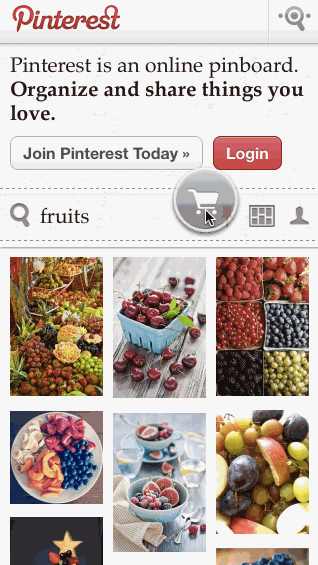 Pinterest
Pinterest is an online pinboard.
Organize and share things you
love.
Join Pinterest Today »
Login
fruits